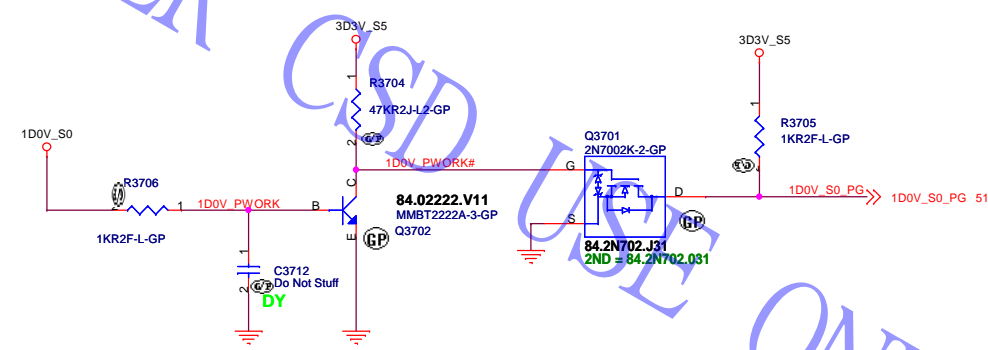 3D3V_S5
1
R3704
47KR2J-L2-GP
2
1D0V_PWORK#
1D0V_S0
R3706
1D0V_PWORK
1
1KR2F-L-GP
B
C
E
84.02222.V11
MMBT2222A-3-GP
Q3702
GP
1
C3712
Do Not Stuff
2
DY
Q3701
2N7002K-2-GP
G
S
D
GP
84.2N702.J31
2ND = 84.2N702.031
3D3V_S5
1
R3705
1KR2F-L-GP
1D0V_S0_PG
1D0V_S0_PG 51
CSD USE